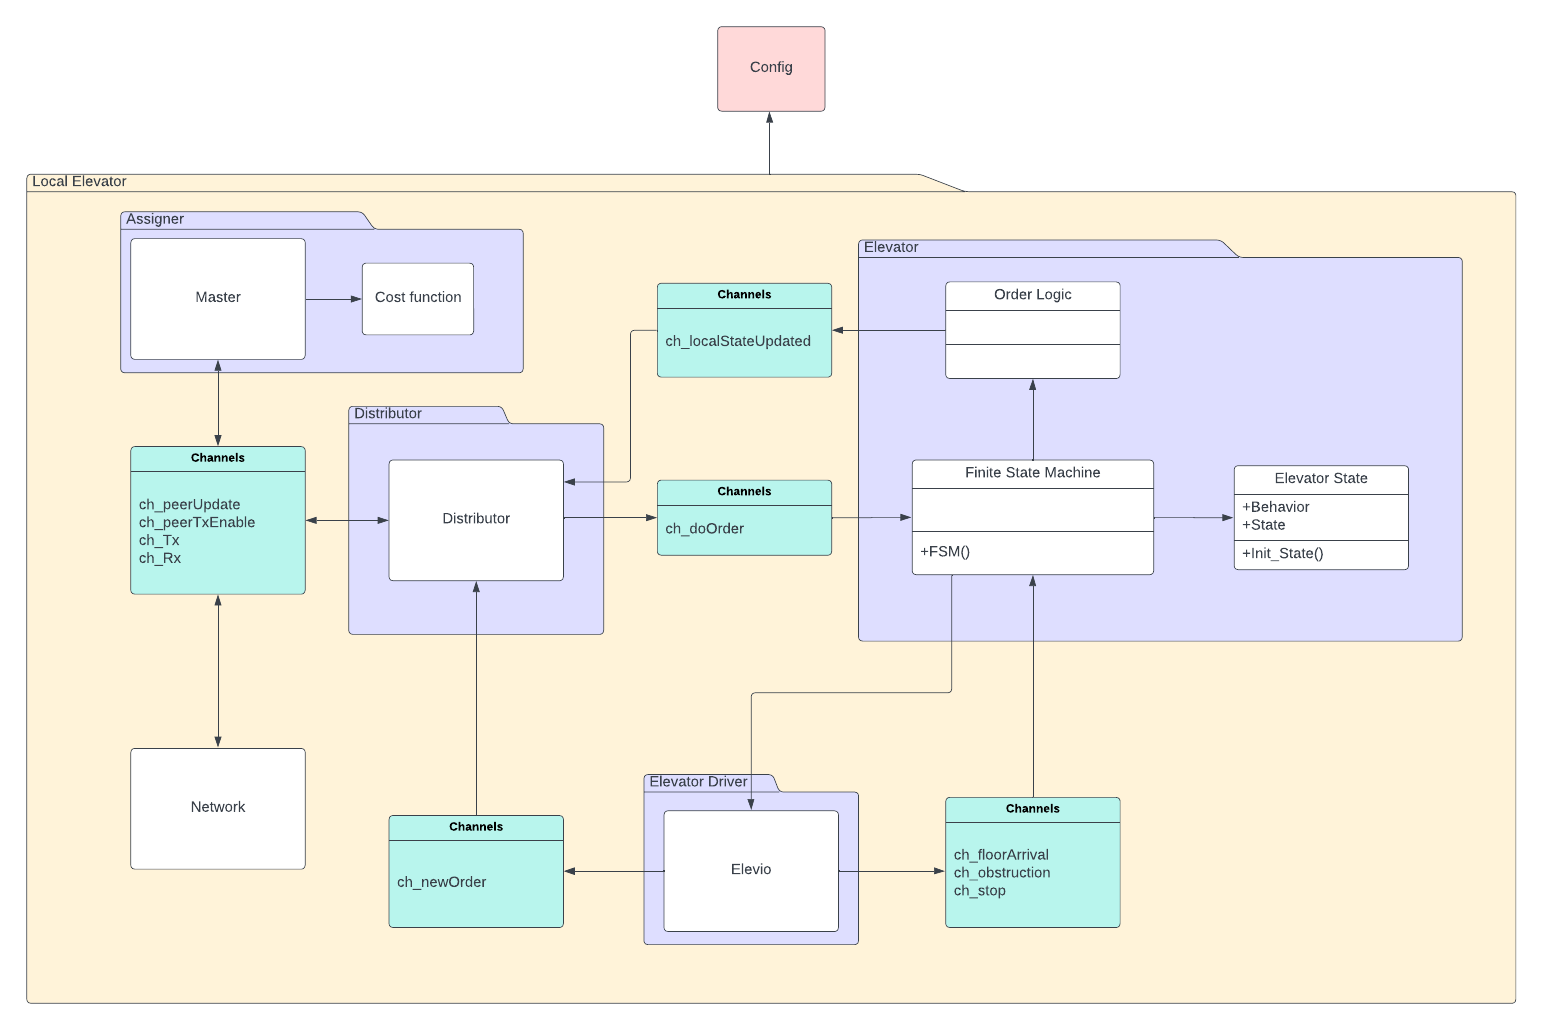 Config
Local Elevator
Assigner
Master
Cost function
Channels
ch_localStateUpdated
Elevator
Order Logic
Distributor
Distributor
Channels
ch_peerUpdate
ch_peerTxEnable
ch_Tx
ch_Rx
Channels
ch_doOrder
Finite State Machine
+FSM()
Elevator State
+Behavior
+State
+Init_State()
Network
Channels
ch_newOrder
Elevator Driver
Elevio
Channels
ch_floorArrival
ch_obstruction
ch_stop